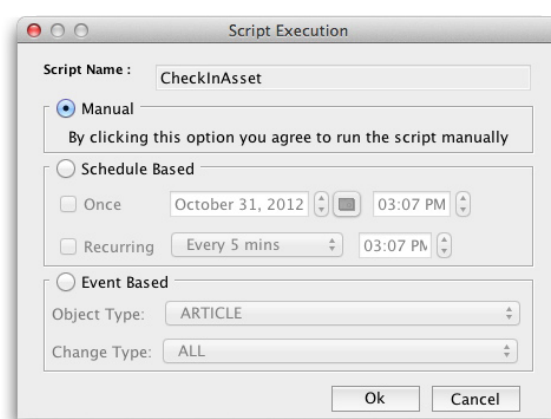 Script Execution
Script Name : CheckInAsset
Manual
By clicking this option you agree to run the script manually
Schedule Based
Once October 31, 2012 03:07 PM
Recurring Every 5 mins 03:07 PM
Event Based
Object Type: ARTICLE
Change Type: ALL
Ok Cancel